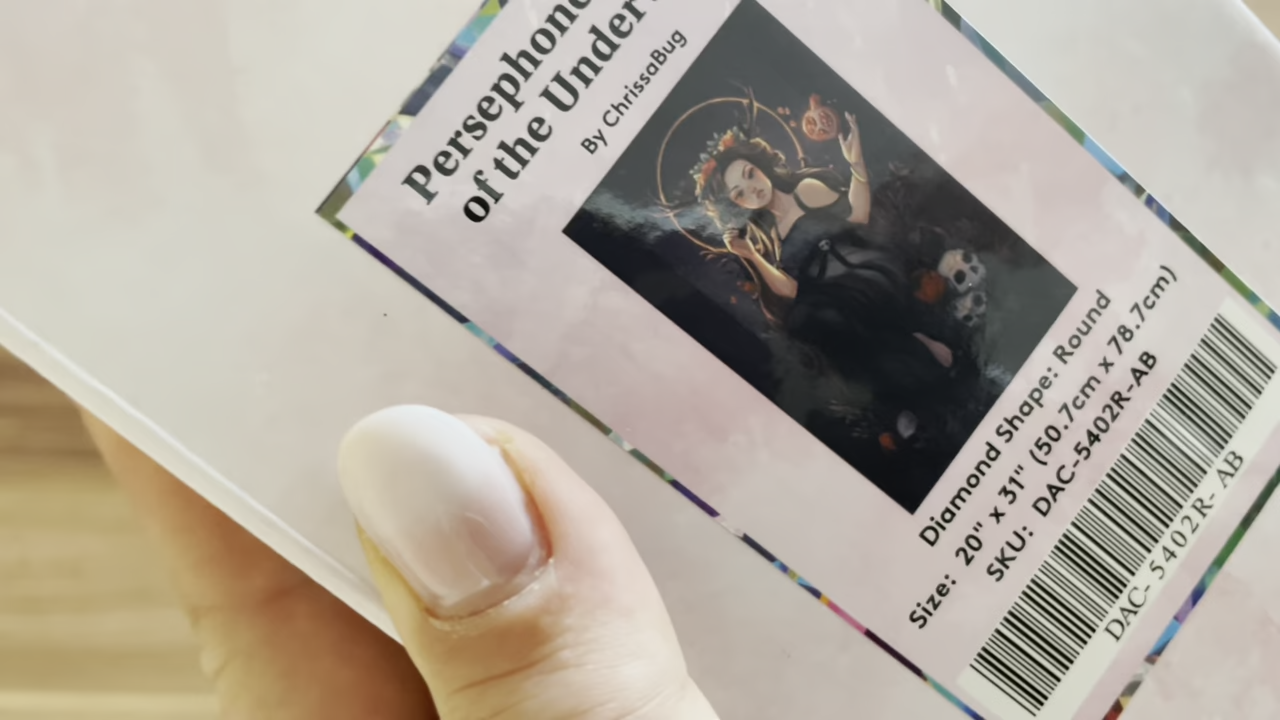 Persephone
of the Under
By ChrissaBug
Diamond Shape: Round
Size: 20" x 31" (50.7cm x 78.7cm)
SKU: DAC-5402R-AB
DAC- 5402R- AB